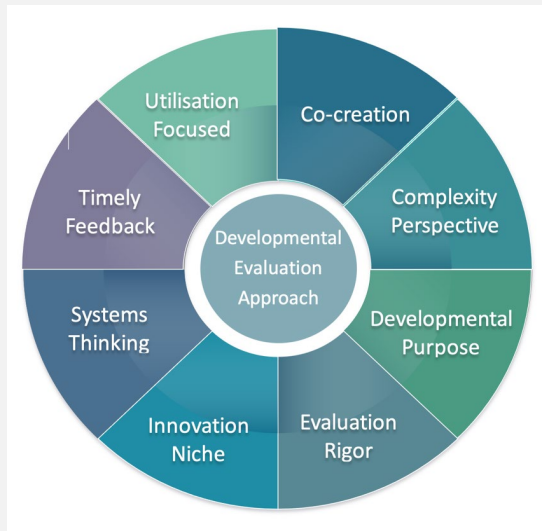 Utilisation
Focused
Co-creation
Timely
Feedback
Complexity
Perspective
Developmental
Evaluation
Approach
Systems
Thinking
Developmental
Purpose
Innovation
Niche
Evaluation
Rigor